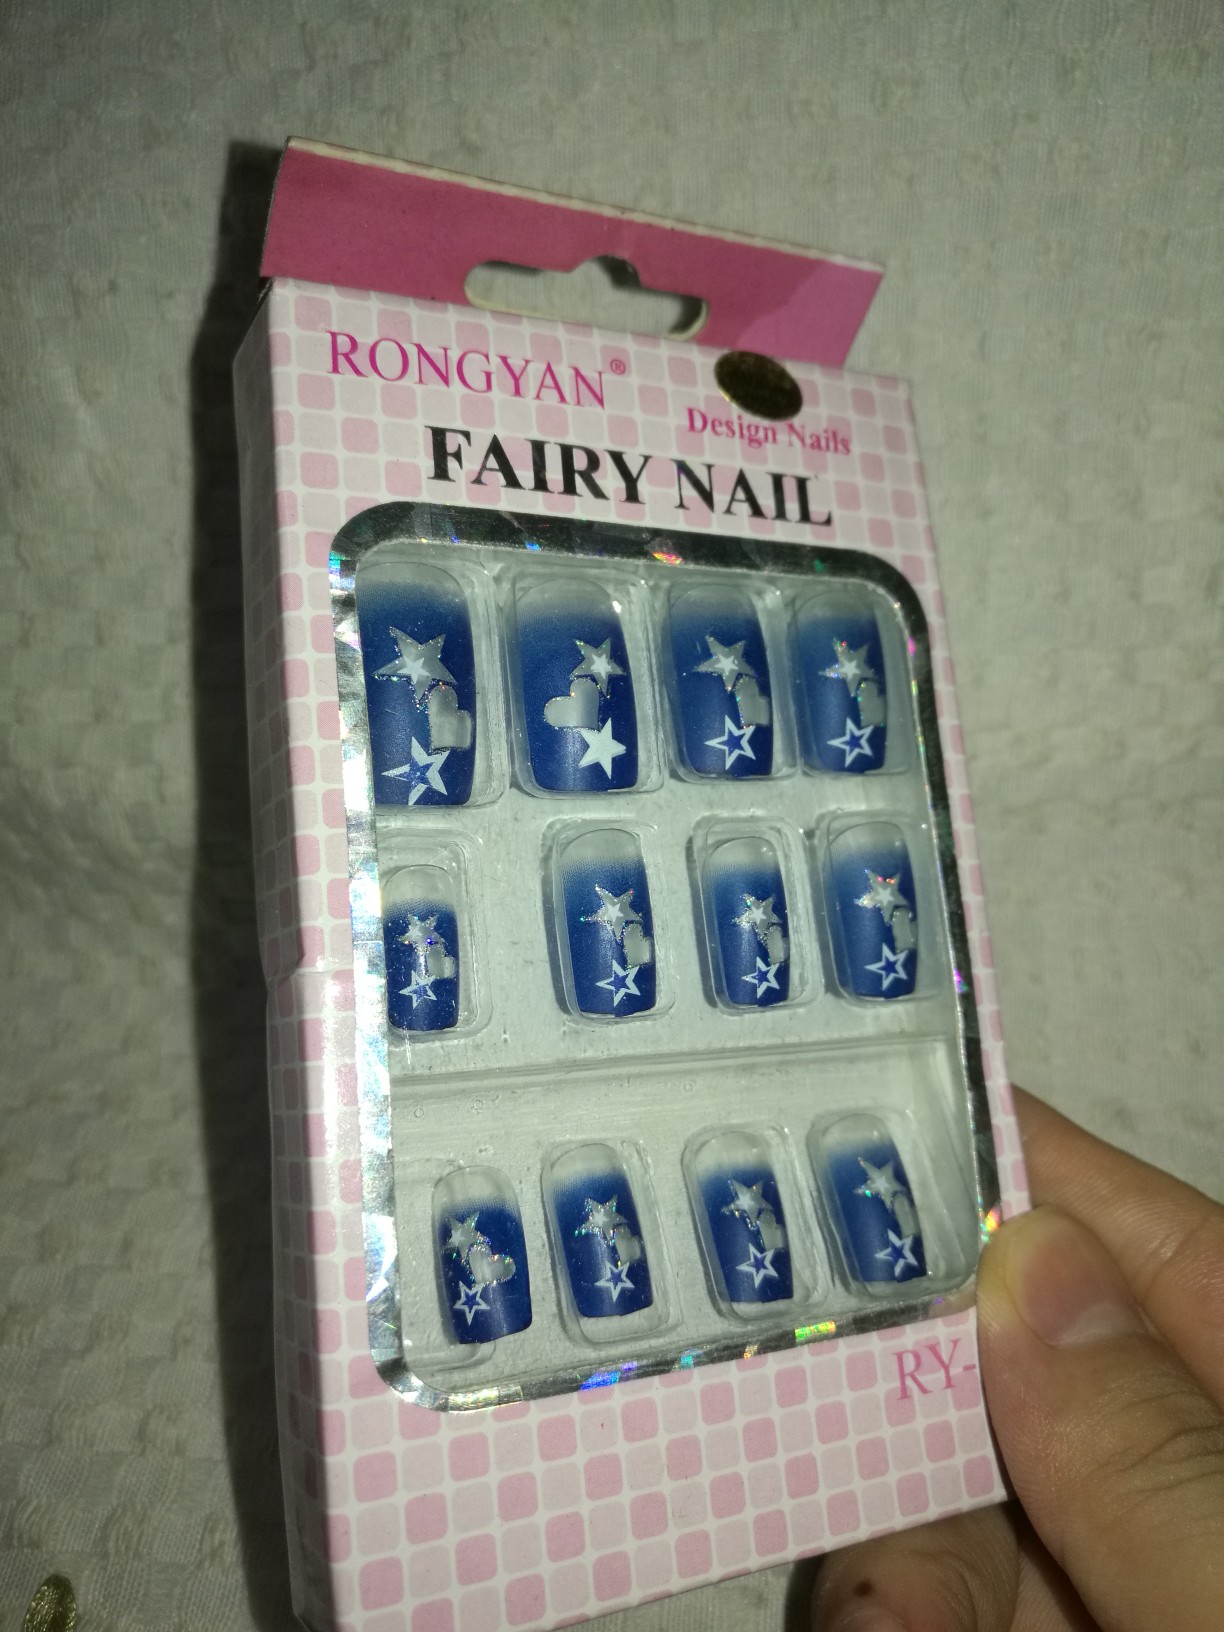 RONGYAN®
Design Nails
FAIRY NAIL
RY-